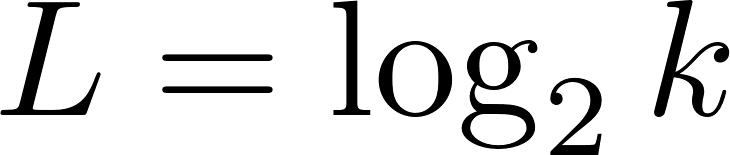 L = log₂ k